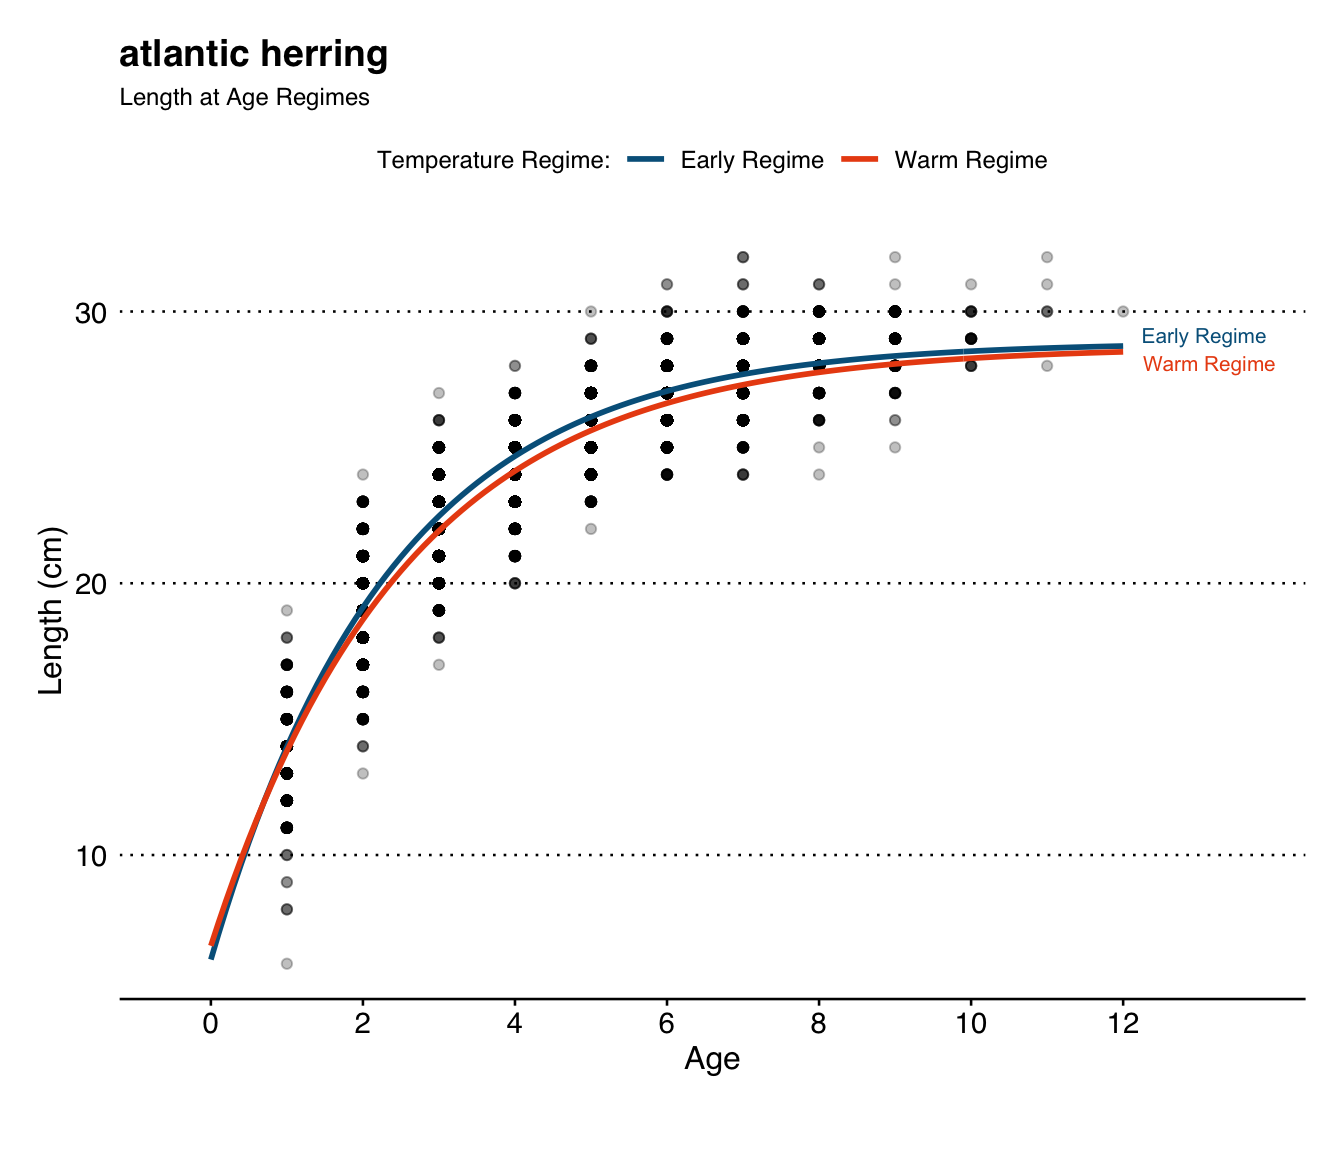 atlantic herring
Length at Age Regimes
Temperature Regime: Early Regime Warm Regime
30
Early Regime
Warm Regime
20
Length (cm)
10
0 2 4 6 8 10 12
Age